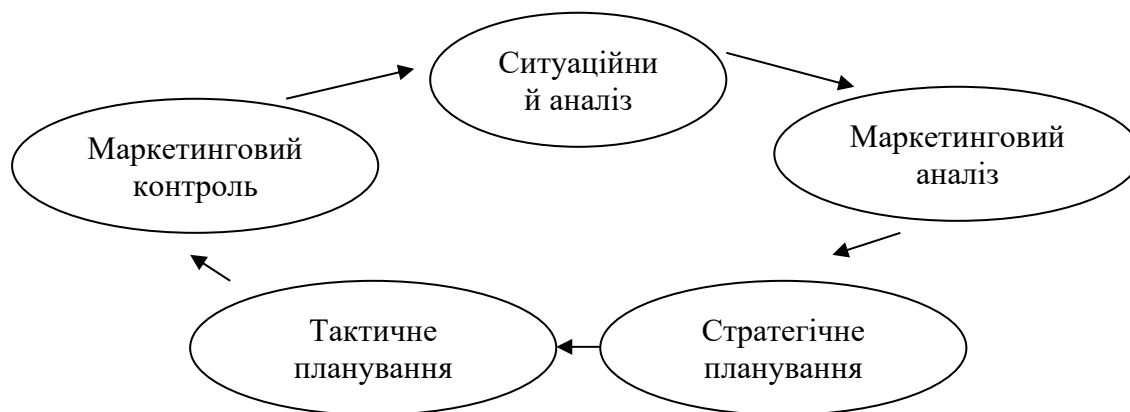 Ситуаційни
й аналіз
Маркетинговий
аналіз
Маркетинговий
контроль
Тактичне
планування
Стратегічне
планування